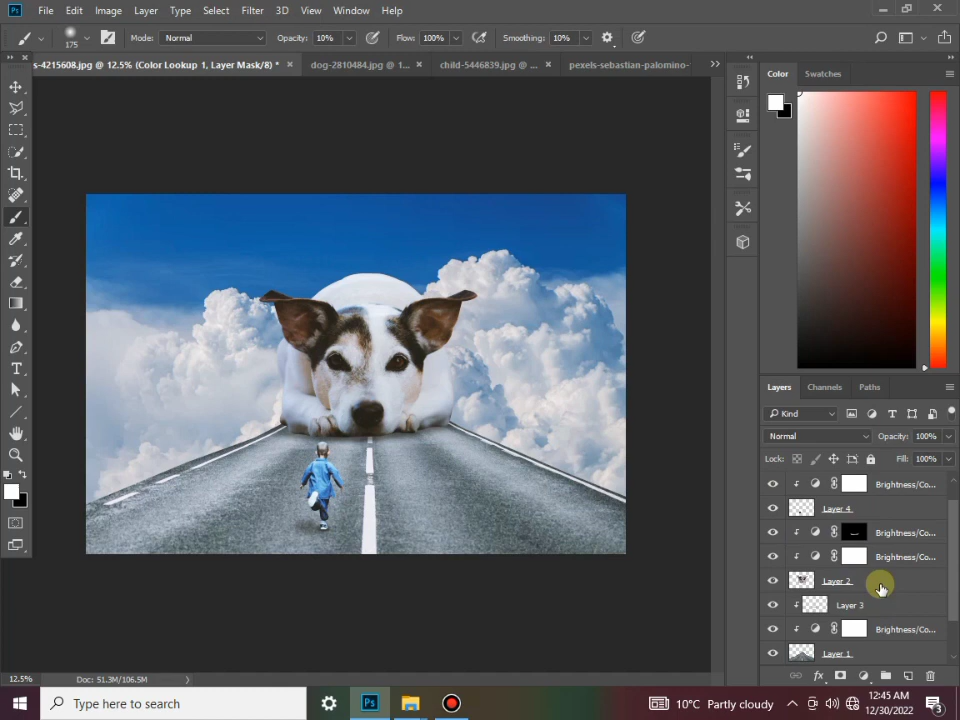 Ps File Edit Image Layer Type Select Filter 3D View Window Help
175 Mode: Normal Opacity: 10% Flow: 100% Smoothing: 10%
s-4215608.jpg @ 12.5% (Color Lookup 1, Layer Mask/8) * × dog-2810484.jpg @ 1... × child-5446839.jpg @ ... × pexels-sebastian-palomino-
Color Swatches
Layers Channels Paths
Kind
Normal Opacity: 100%
Lock: Fill: 100%
Brightness/Co...
Layer 4
Brightness/Co...
Brightness/Co...
Layer 2
Layer 3
Brightness/Co...
Layer 1
12.5% Doc: 51.3M/106.5M
Type here to search
Ps
10°C Partly cloudy
12:45 AM
12/30/2022
3